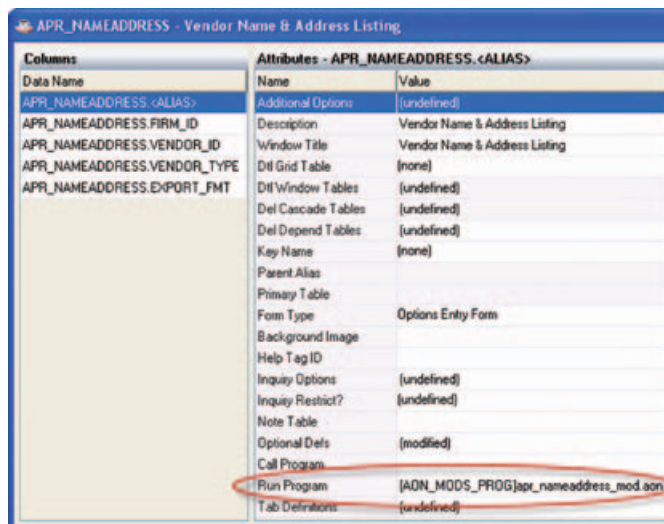 APR_NAMEADDRESS - Vendor Name & Address Listing
Columns
Data Name
APR_NAMEADDRESS.<ALIAS>
APR_NAMEADDRESS.FIRM_ID
APR_NAMEADDRESS.VENDOR_ID
APR_NAMEADDRESS.VENDOR_TYPE
APR_NAMEADDRESS.EXPORT_FMT
Attributes - APR_NAMEADDRESS.<ALIAS>
Name Value
Additional Options (undefined)
Description Vendor Name & Address Listing
Window Title Vendor Name & Address Listing
Dtl Grid Table (none)
Dtl Window Tables (undefined)
Del Cascade Tables (undefined)
Del Depend Tables (undefined)
Key Name (none)
Parent Alias
Primary Table
Form Type Options Entry Form
Background Image
Help Tag ID
Inquiry Options (undefined)
Inquiry Restrict? (undefined)
Note Table
Optional Defs (modified)
Call Program
Run Program [AON_MODS_PROG]apr_nameaddress_mod.aon
Tab Definitions (undefined)